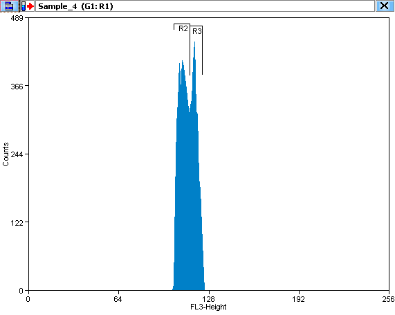 Sample_4 (G1: R1)
489
R2
R3
366
244
122
0
Counts
0 64 128 192 256
FL3-Height